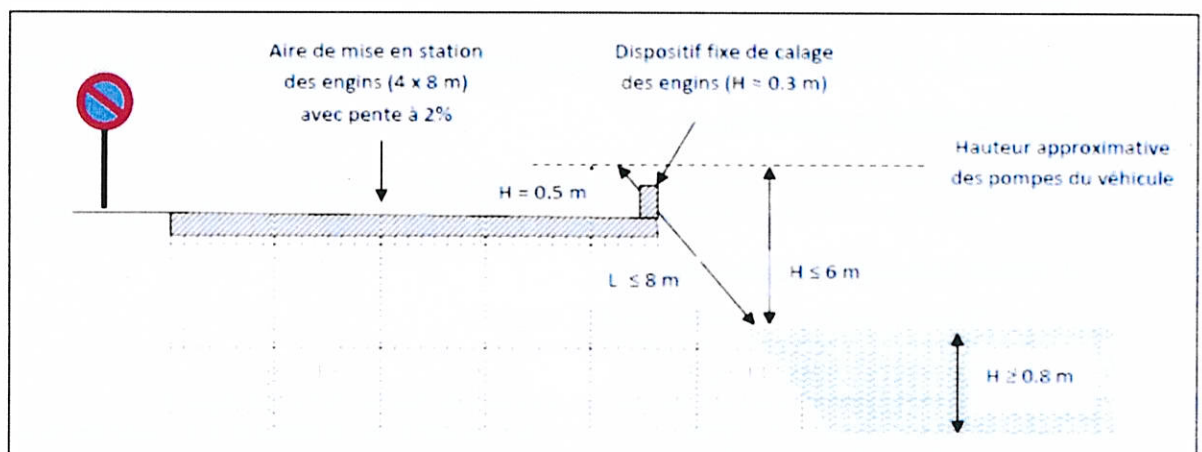 Aire de mise en station
des engins (4 x 8 m)
avec pente à 2%
Dispositif fixe de calage
des engins (H = 0.3 m)
Hauteur approximative
des pompes du véhicule
H = 0.5 m
L ≤ 8 m
H ≤ 6 m
H ≥ 0.8 m